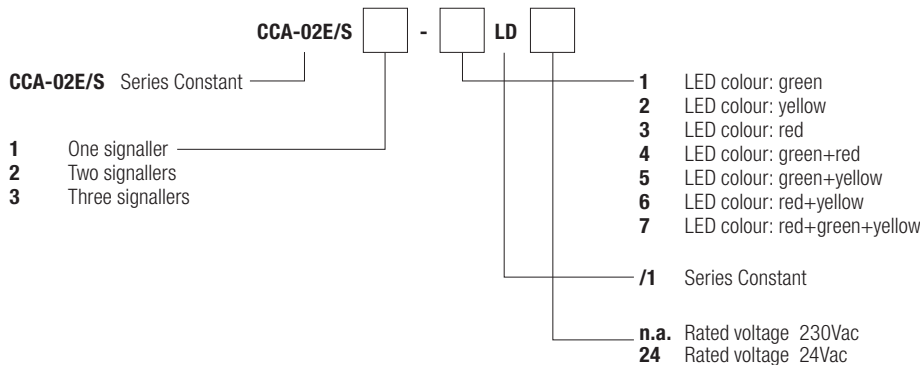 CCA-02E/S - LD
CCA-02E/S Series Constant
1 One signaller
2 Two signallers
3 Three signallers
1 LED colour: green
2 LED colour: yellow
3 LED colour: red
4 LED colour: green+red
5 LED colour: green+yellow
6 LED colour: red+yellow
7 LED colour: red+green+yellow
/1 Series Constant
n.a. Rated voltage 230Vac
24 Rated voltage 24Vac